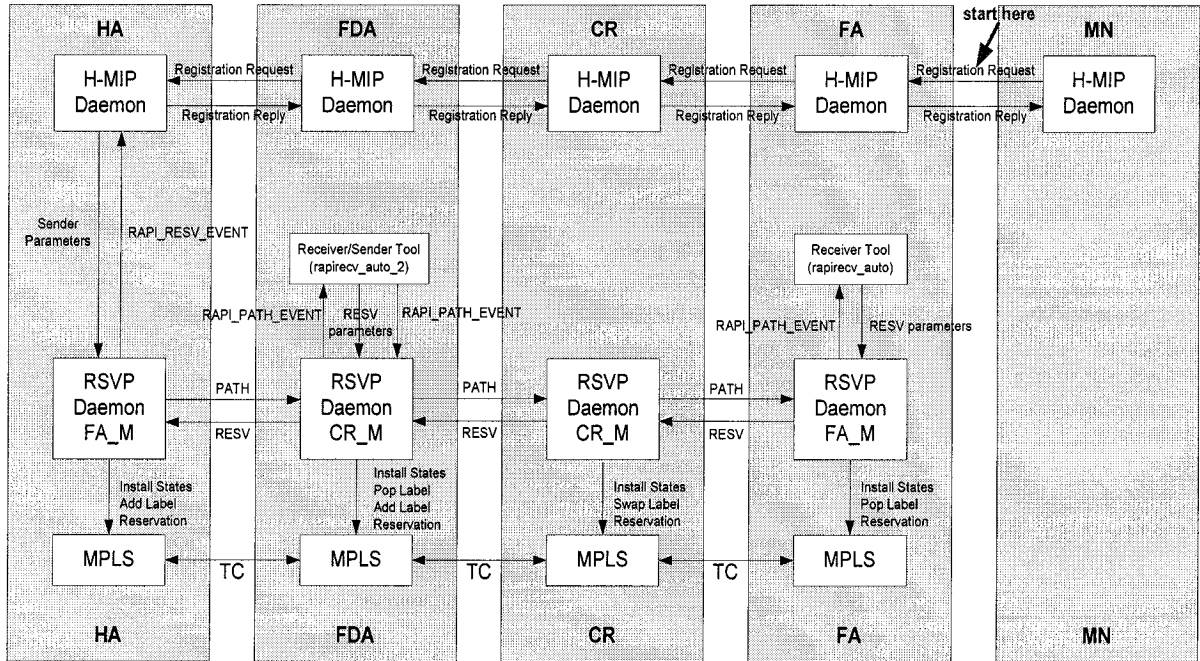 start here
HA
FDA
CR
FA
MN
H-MIP
Daemon
Registration Request
Registration Reply
H-MIP
Daemon
Registration Request
Registration Reply
H-MIP
Daemon
Registration Request
Registration Reply
H-MIP
Daemon
Registration Request
Registration Reply
H-MIP
Daemon
Sender
Parameters
RAPI_RESV_EVENT
Receiver/Sender Tool
(rapirecv_auto_2)
RAPI_PATH_EVENT
RESV
parameters
RAPI_PATH_EVENT
Receiver Tool
(rapirecv_auto)
RAPI_PATH_EVENT
RESV parameters
RSVP
Daemon
FA_M
PATH
RESV
RSVP
Daemon
CR_M
PATH
RESV
RSVP
Daemon
CR_M
PATH
RESV
RSVP
Daemon
FA_M
Install States
Add Label
Reservation
Install States
Pop Label
Add Label
Reservation
Install States
Swap Label
Reservation
Install States
Pop Label
Reservation
MPLS
TC
MPLS
TC
MPLS
TC
MPLS
HA
FDA
CR
FA
MN